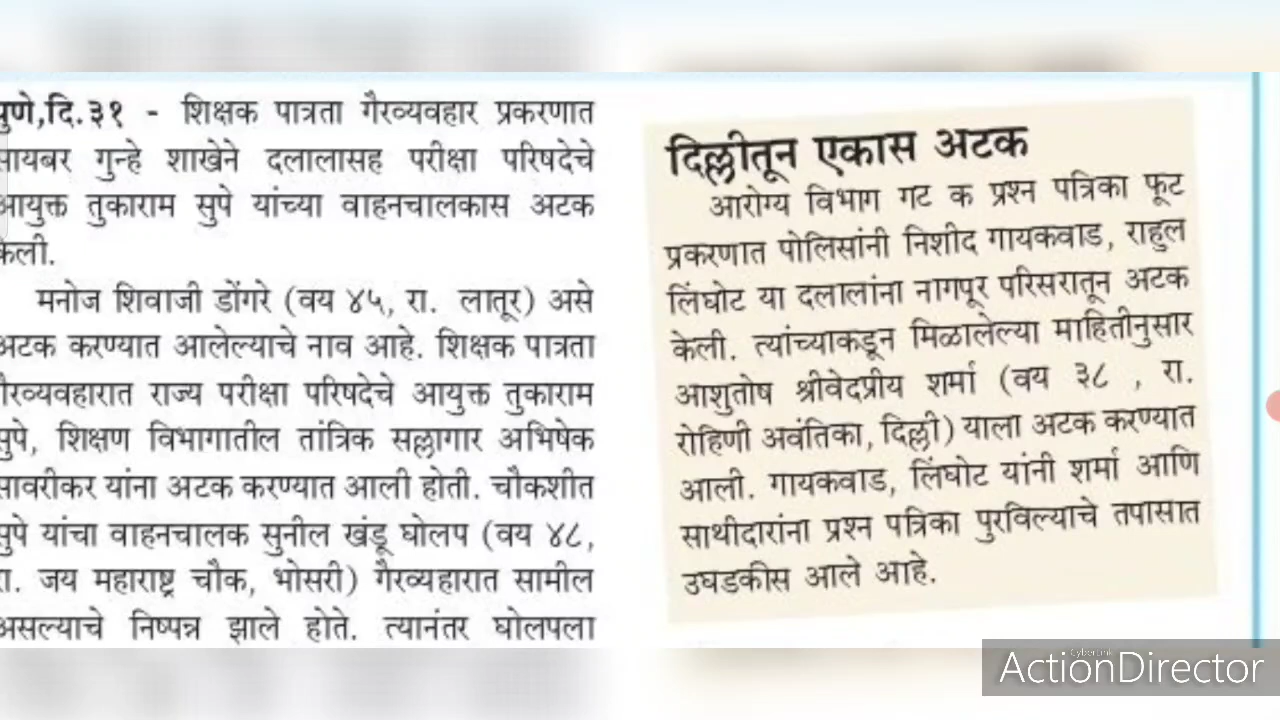 पुणे,दि.३१ - शिक्षक पात्रता गैरव्यवहार प्रकरणात
सायबर गुन्हे शाखेने दलालासह परीक्षा परिषदेचे
आयुक्त तुकाराम सुपे यांच्या वाहनचालकास अटक
केली.
मनोज शिवाजी डोंगरे (वय ४५, रा. लातूर) असे
अटक करण्यात आलेल्याचे नाव आहे. शिक्षक पात्रता
गैरव्यवहारात राज्य परीक्षा परिषदेचे आयुक्त तुकाराम
सुपे, शिक्षण विभागातील तांत्रिक सल्लागार अभिषेक
सावरीकर यांना अटक करण्यात आली होती. चौकशीत
सुपे यांचा वाहनचालक सुनील खंडू घोलप (वय ४८,
रा. जय महाराष्ट्र चौक, भोसरी) गैरव्यहारात सामील
असल्याचे निष्पन्न झाले होते. त्यानंतर घोलपला
दिल्लीतून एकास अटक
आरोग्य विभाग गट क प्रश्न पत्रिका फूट
प्रकरणात पोलिसांनी निशीद गायकवाड, राहुल
लिंघोट या दलालांना नागपूर परिसरातून अटक
केली. त्यांच्याकडून मिळालेल्या माहितीनुसार
आशुतोष श्रीवेदप्रीय शर्मा (वय ३८ , रा.
रोहिणी अवंतिका, दिल्ली) याला अटक करण्यात
आली. गायकवाड, लिंघोट यांनी शर्मा आणि
साथीदारांना प्रश्न पत्रिका पुरविल्याचे तपासात
उघडकीस आले आहे.
CyberLink
ActionDirector